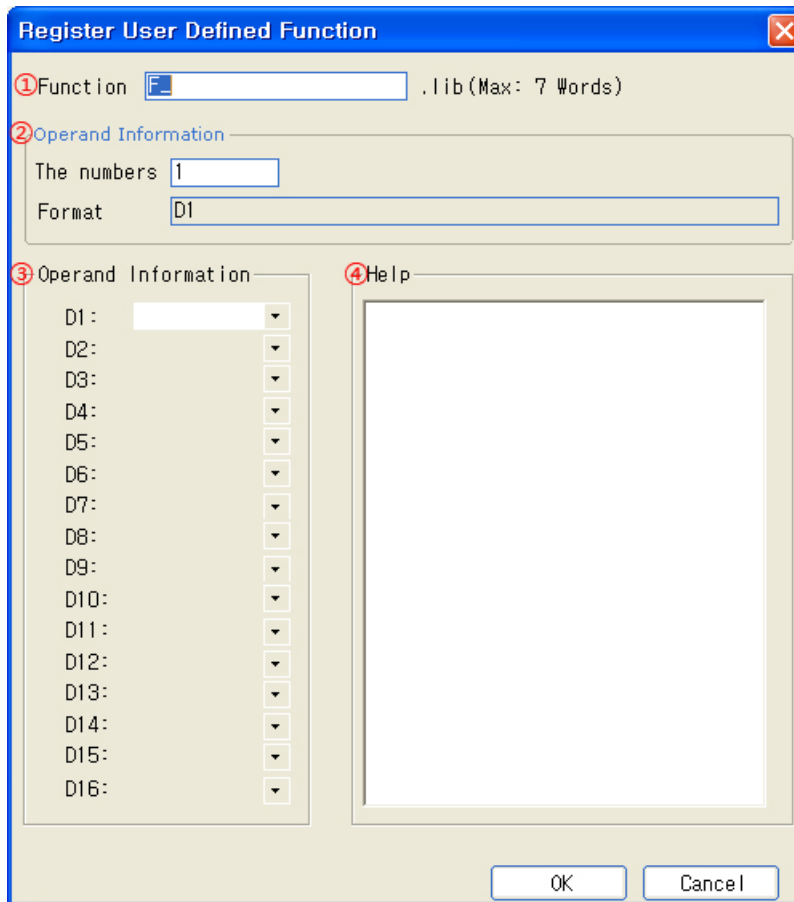 Register User Defined Function
①Function F_ .lib(Max: 7 Words)
②Operand Information
The numbers 1
Format D1
③Operand Information
D1:
D2:
D3:
D4:
D5:
D6:
D7:
D8:
D9:
D10:
D11:
D12:
D13:
D14:
D15:
D16:
④Help
OK Cancel